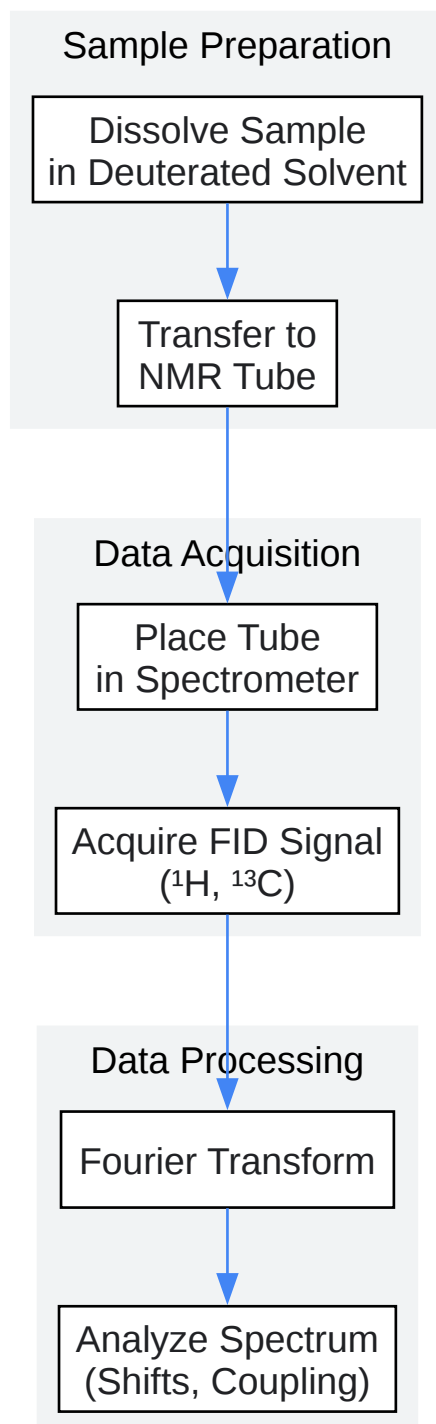 Sample Preparation
Dissolve Sample
in Deuterated Solvent
Transfer to
NMR Tube
Data Acquisition
Place Tube
in Spectrometer
Acquire FID Signal
(¹H, ¹³C)
Data Processing
Fourier Transform
Analyze Spectrum
(Shifts, Coupling)